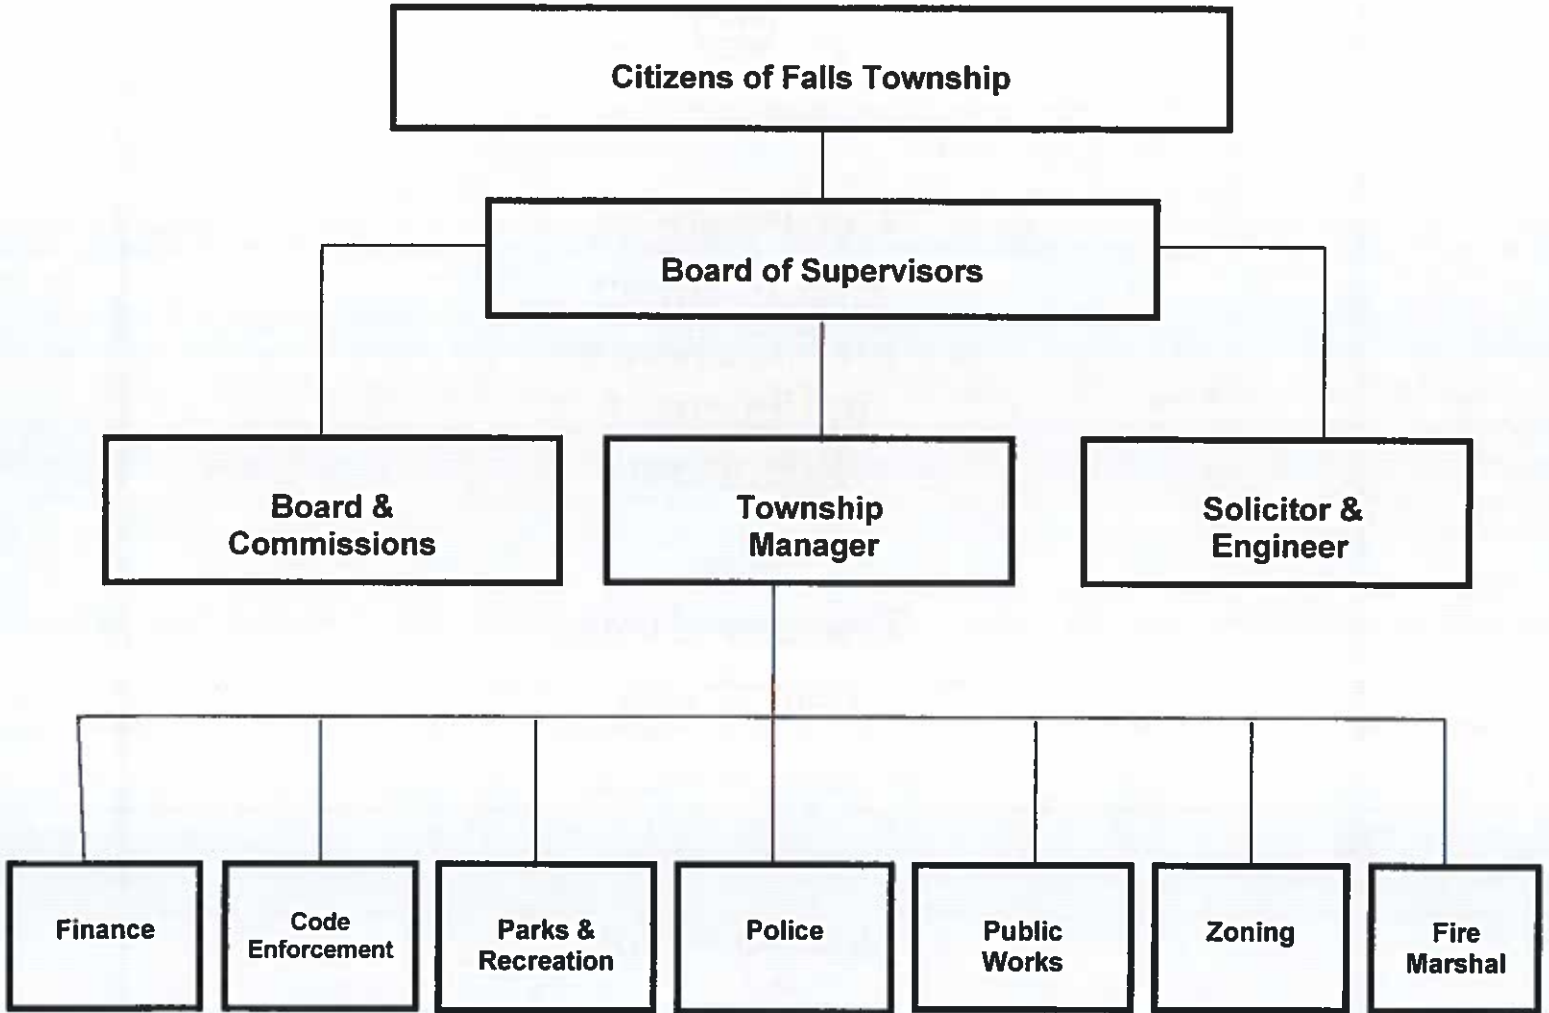 Citizens of Falls Township
Board of Supervisors
Board &
Commissions
Township
Manager
Solicitor &
Engineer
Finance
Code
Enforcement
Parks &
Recreation
Police
Public
Works
Zoning
Fire
Marshal